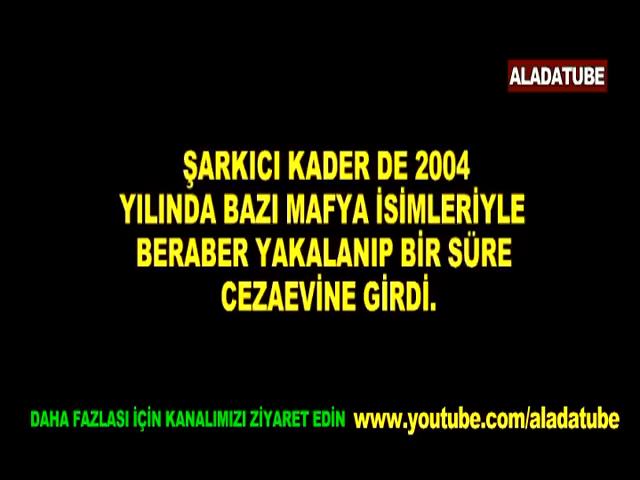 ALADATUBE
ŞARKICI KADER DE 2004
YILINDA BAZI MAFYA İSİMLERİYLE
BERABER YAKALANIP BİR SÜRE
CEZAEVİNE GİRDİ.
DAHA FAZLASI İÇİN KANALIMIZI ZİYARET EDİN www.youtube.com/aladatube